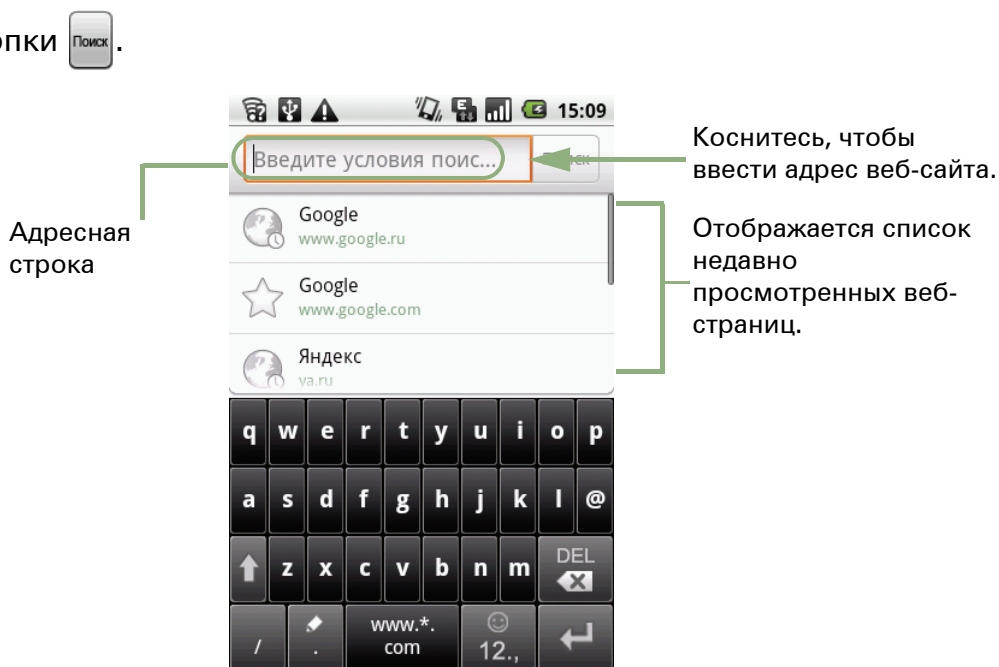 опки Поиск .
15:09
Введите условия поис...
Коснитесь, чтобы
ввести адрес веб-сайта.
Адресная
строка
Google
www.google.ru
Google
www.google.com
Яндекс
ya.ru
Отображается список
недавно
просмотренных веб-
страниц.
q w e r t y u i o p
a s d f g h j k l @
z x c v b n m DEL
/ . www.*. 12.,
com